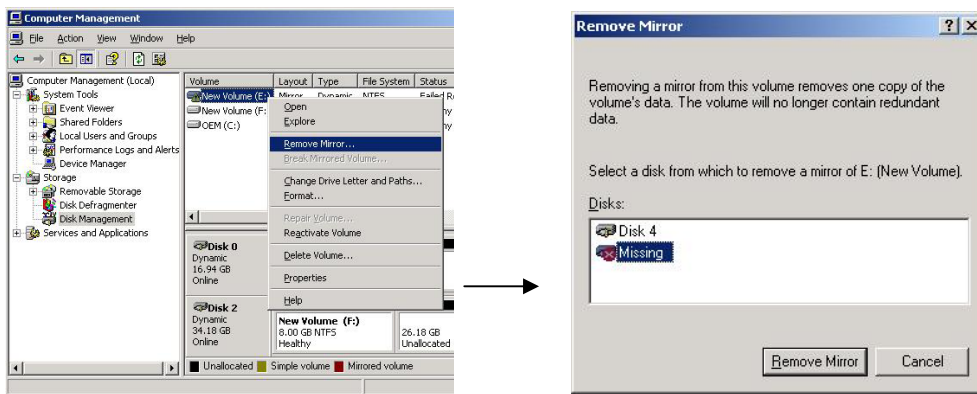 Computer Management
File Action View Window Help
Computer Management (Local)
System Tools
Event Viewer
Shared Folders
Local Users and Groups
Performance Logs and Alerts
Device Manager
Storage
Removable Storage
Disk Defragmenter
Disk Management
Services and Applications
Volume Layout Type File System Status
New Volume (E:) Mirror Dynamic NTFS Failed
New Volume (F:
OEM (C:)
Open
Explore
Remove Mirror...
Break Mirrored Volume...
Change Drive Letter and Paths...
Format...
Repair Volume...
Reactivate Volume
Delete Volume...
Properties
Help
Disk 0
Dynamic
16.94 GB
Online
Disk 2
Dynamic
34.18 GB
Online
New Volume (F:)
8.00 GB NTFS
Healthy
26.18 GB
Unallocated
Unallocated Simple volume Mirrored volume
Remove Mirror
Removing a mirror from this volume removes one copy of the
volume's data. The volume will no longer contain redundant
data.
Select a disk from which to remove a mirror of E: (New Volume).
Disks:
Disk 4
Missing
Remove Mirror Cancel